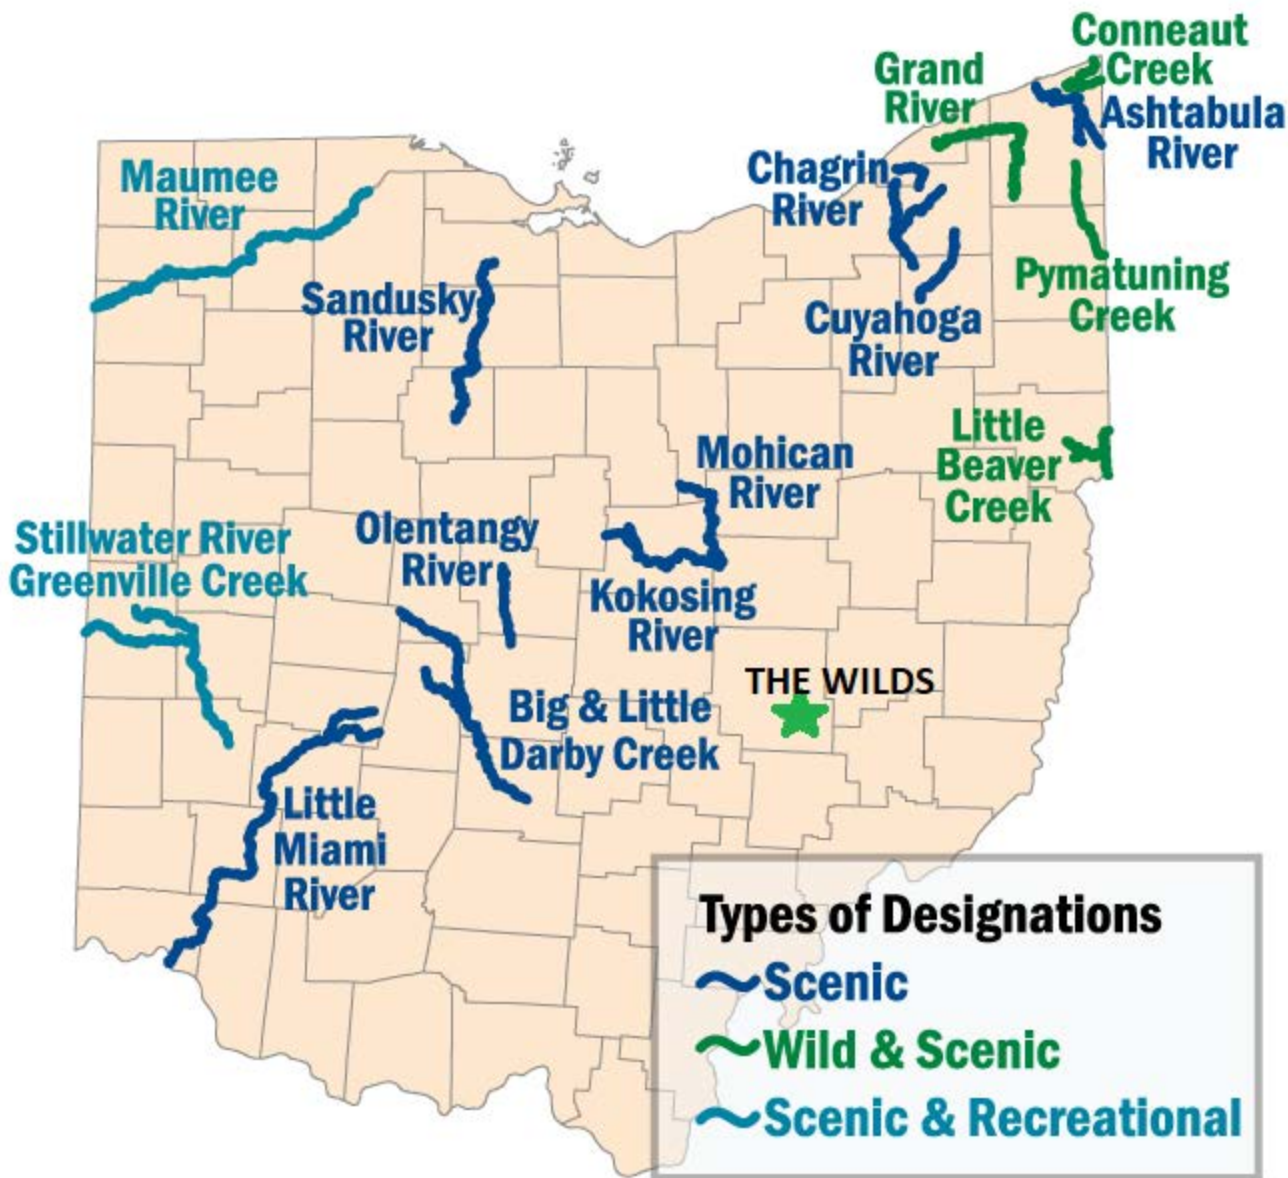 Conneaut
Creek
Grand
River
Ashtabula
River
Chagrin
River
Maumee
River
Pymatuning
Creek
Sandusky
River
Cuyahoga
River
Little
Beaver
Creek
Mohican
River
Olentangy
River
Stillwater River
Greenville Creek
Kokosing
River
THE WILDS
Big & Little
Darby Creek
Little
Miami
River
Types of Designations
Scenic
Wild & Scenic
Scenic & Recreational